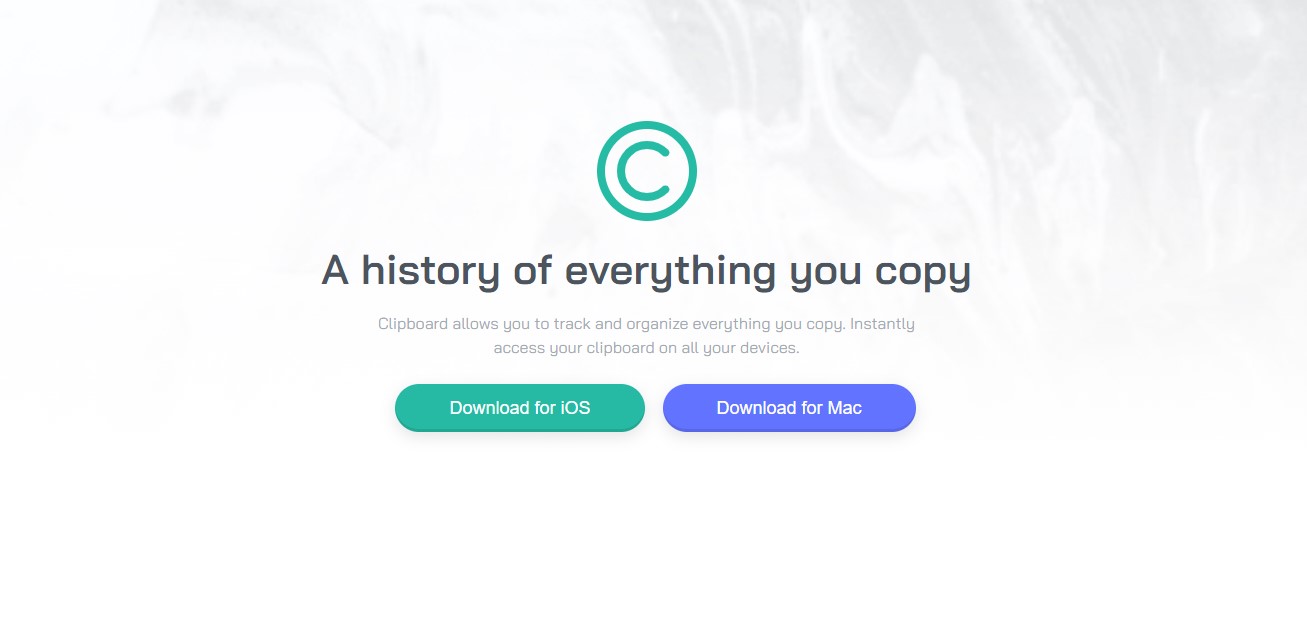 A history of everything you copy
Clipboard allows you to track and organize everything you copy. Instantly
access your clipboard on all your devices.
Download for iOS
Download for Mac